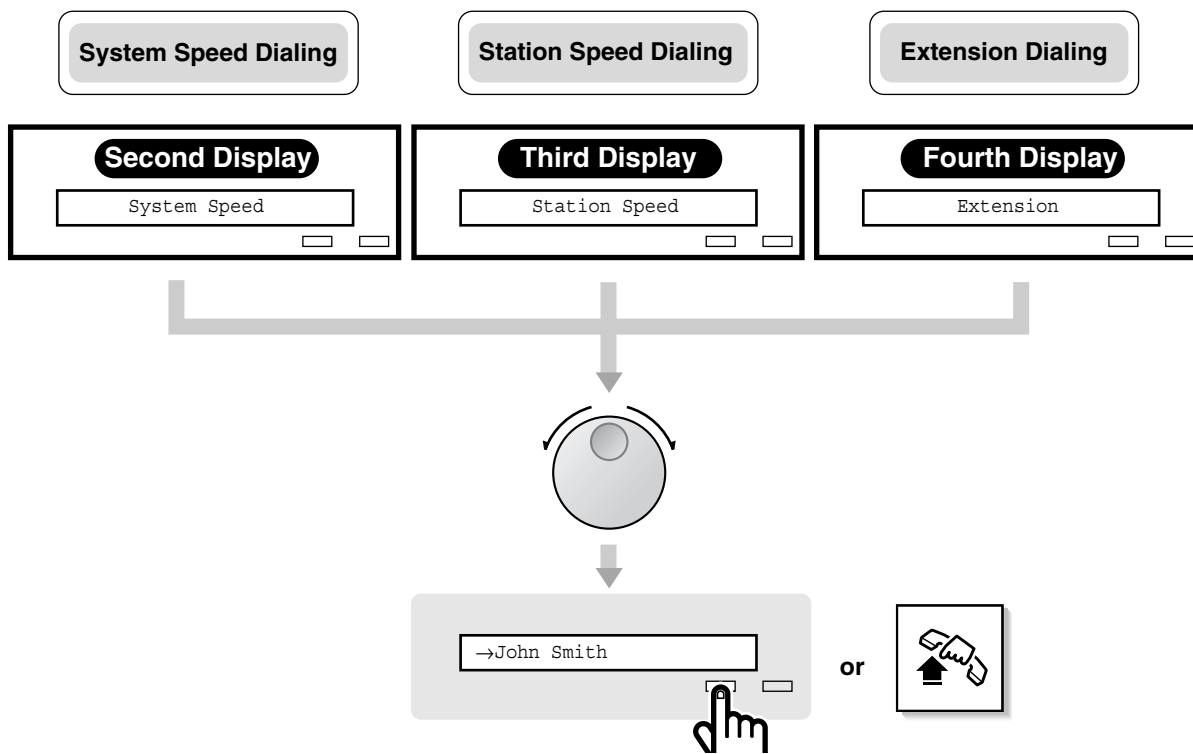 System Speed Dialing
Station Speed Dialing
Extension Dialing
Second Display
Third Display
Fourth Display
System Speed
Station Speed
Extension
→John Smith
or